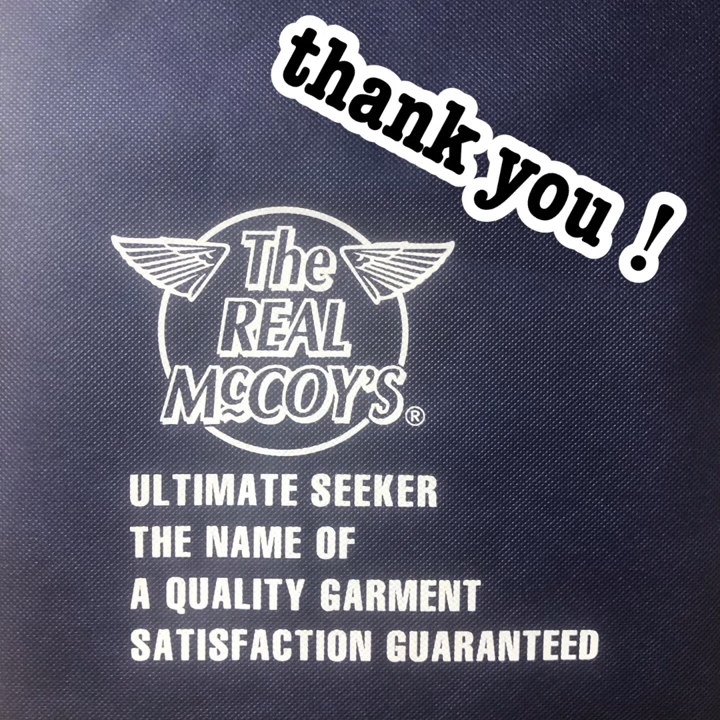 thank you!
The
REAL
McCOY'S®
ULTIMATE SEEKER
THE NAME OF
A QUALITY GARMENT
SATISFACTION GUARANTEED